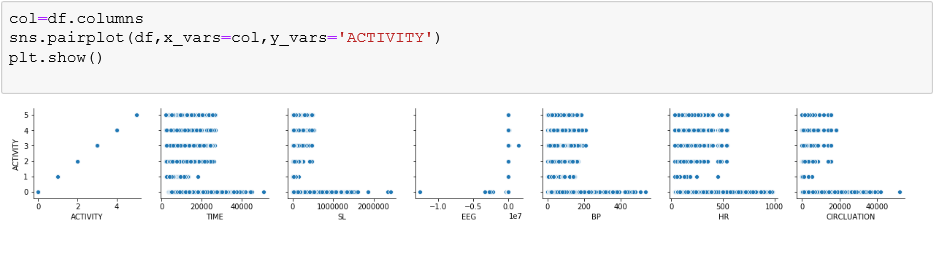 col=df.columns
sns.pairplot(df,x_vars=col,y_vars='ACTIVITY')
plt.show()
5
4
3
2
1
0
ACTIVITY
0 2 4
ACTIVITY
0 20000 40000
TIME
0 1000000 2000000
SL
−1.0 −0.5 0.0
1e7
EEG
0 200 400
BP
0 500 1000
HR
0 20000 40000
CIRCLUATION